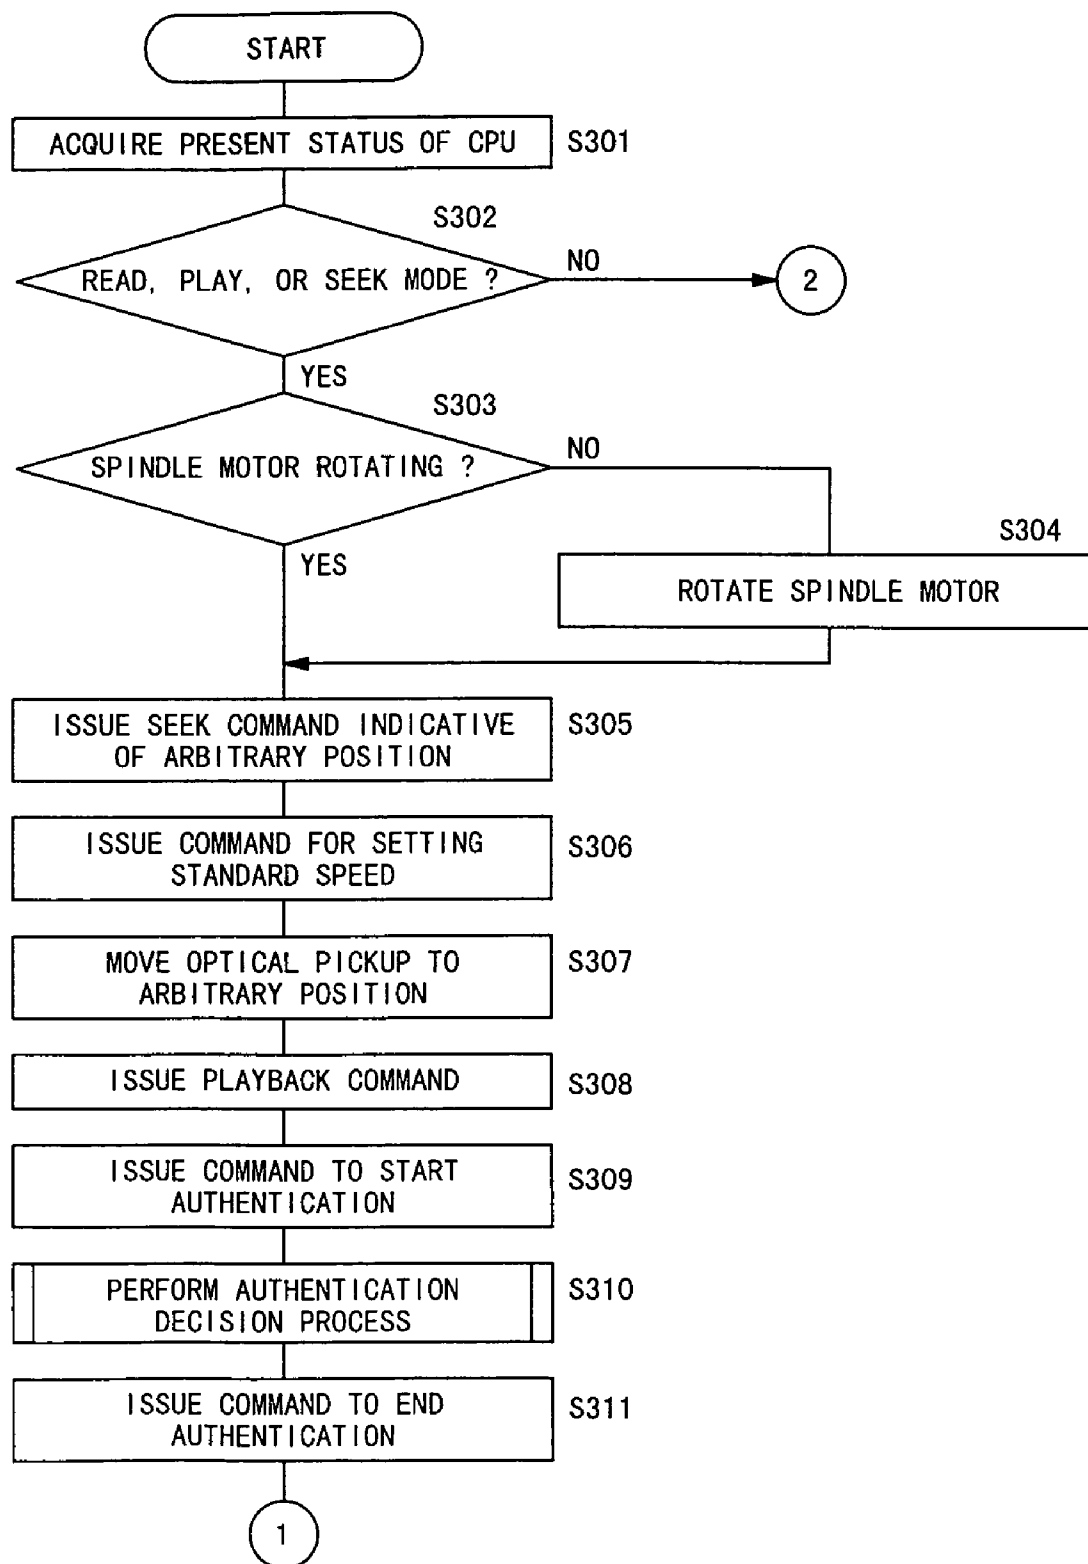 START
ACQUIRE PRESENT STATUS OF CPU
S301
S302
READ, PLAY, OR SEEK MODE ?
NO
2
YES
S303
SPINDLE MOTOR ROTATING ?
NO
YES
S304
ROTATE SPINDLE MOTOR
ISSUE SEEK COMMAND INDICATIVE
OF ARBITRARY POSITION
S305
ISSUE COMMAND FOR SETTING
STANDARD SPEED
S306
MOVE OPTICAL PICKUP TO
ARBITRARY POSITION
S307
ISSUE PLAYBACK COMMAND
S308
ISSUE COMMAND TO START
AUTHENTICATION
S309
PERFORM AUTHENTICATION
DECISION PROCESS
S310
ISSUE COMMAND TO END
AUTHENTICATION
S311
1